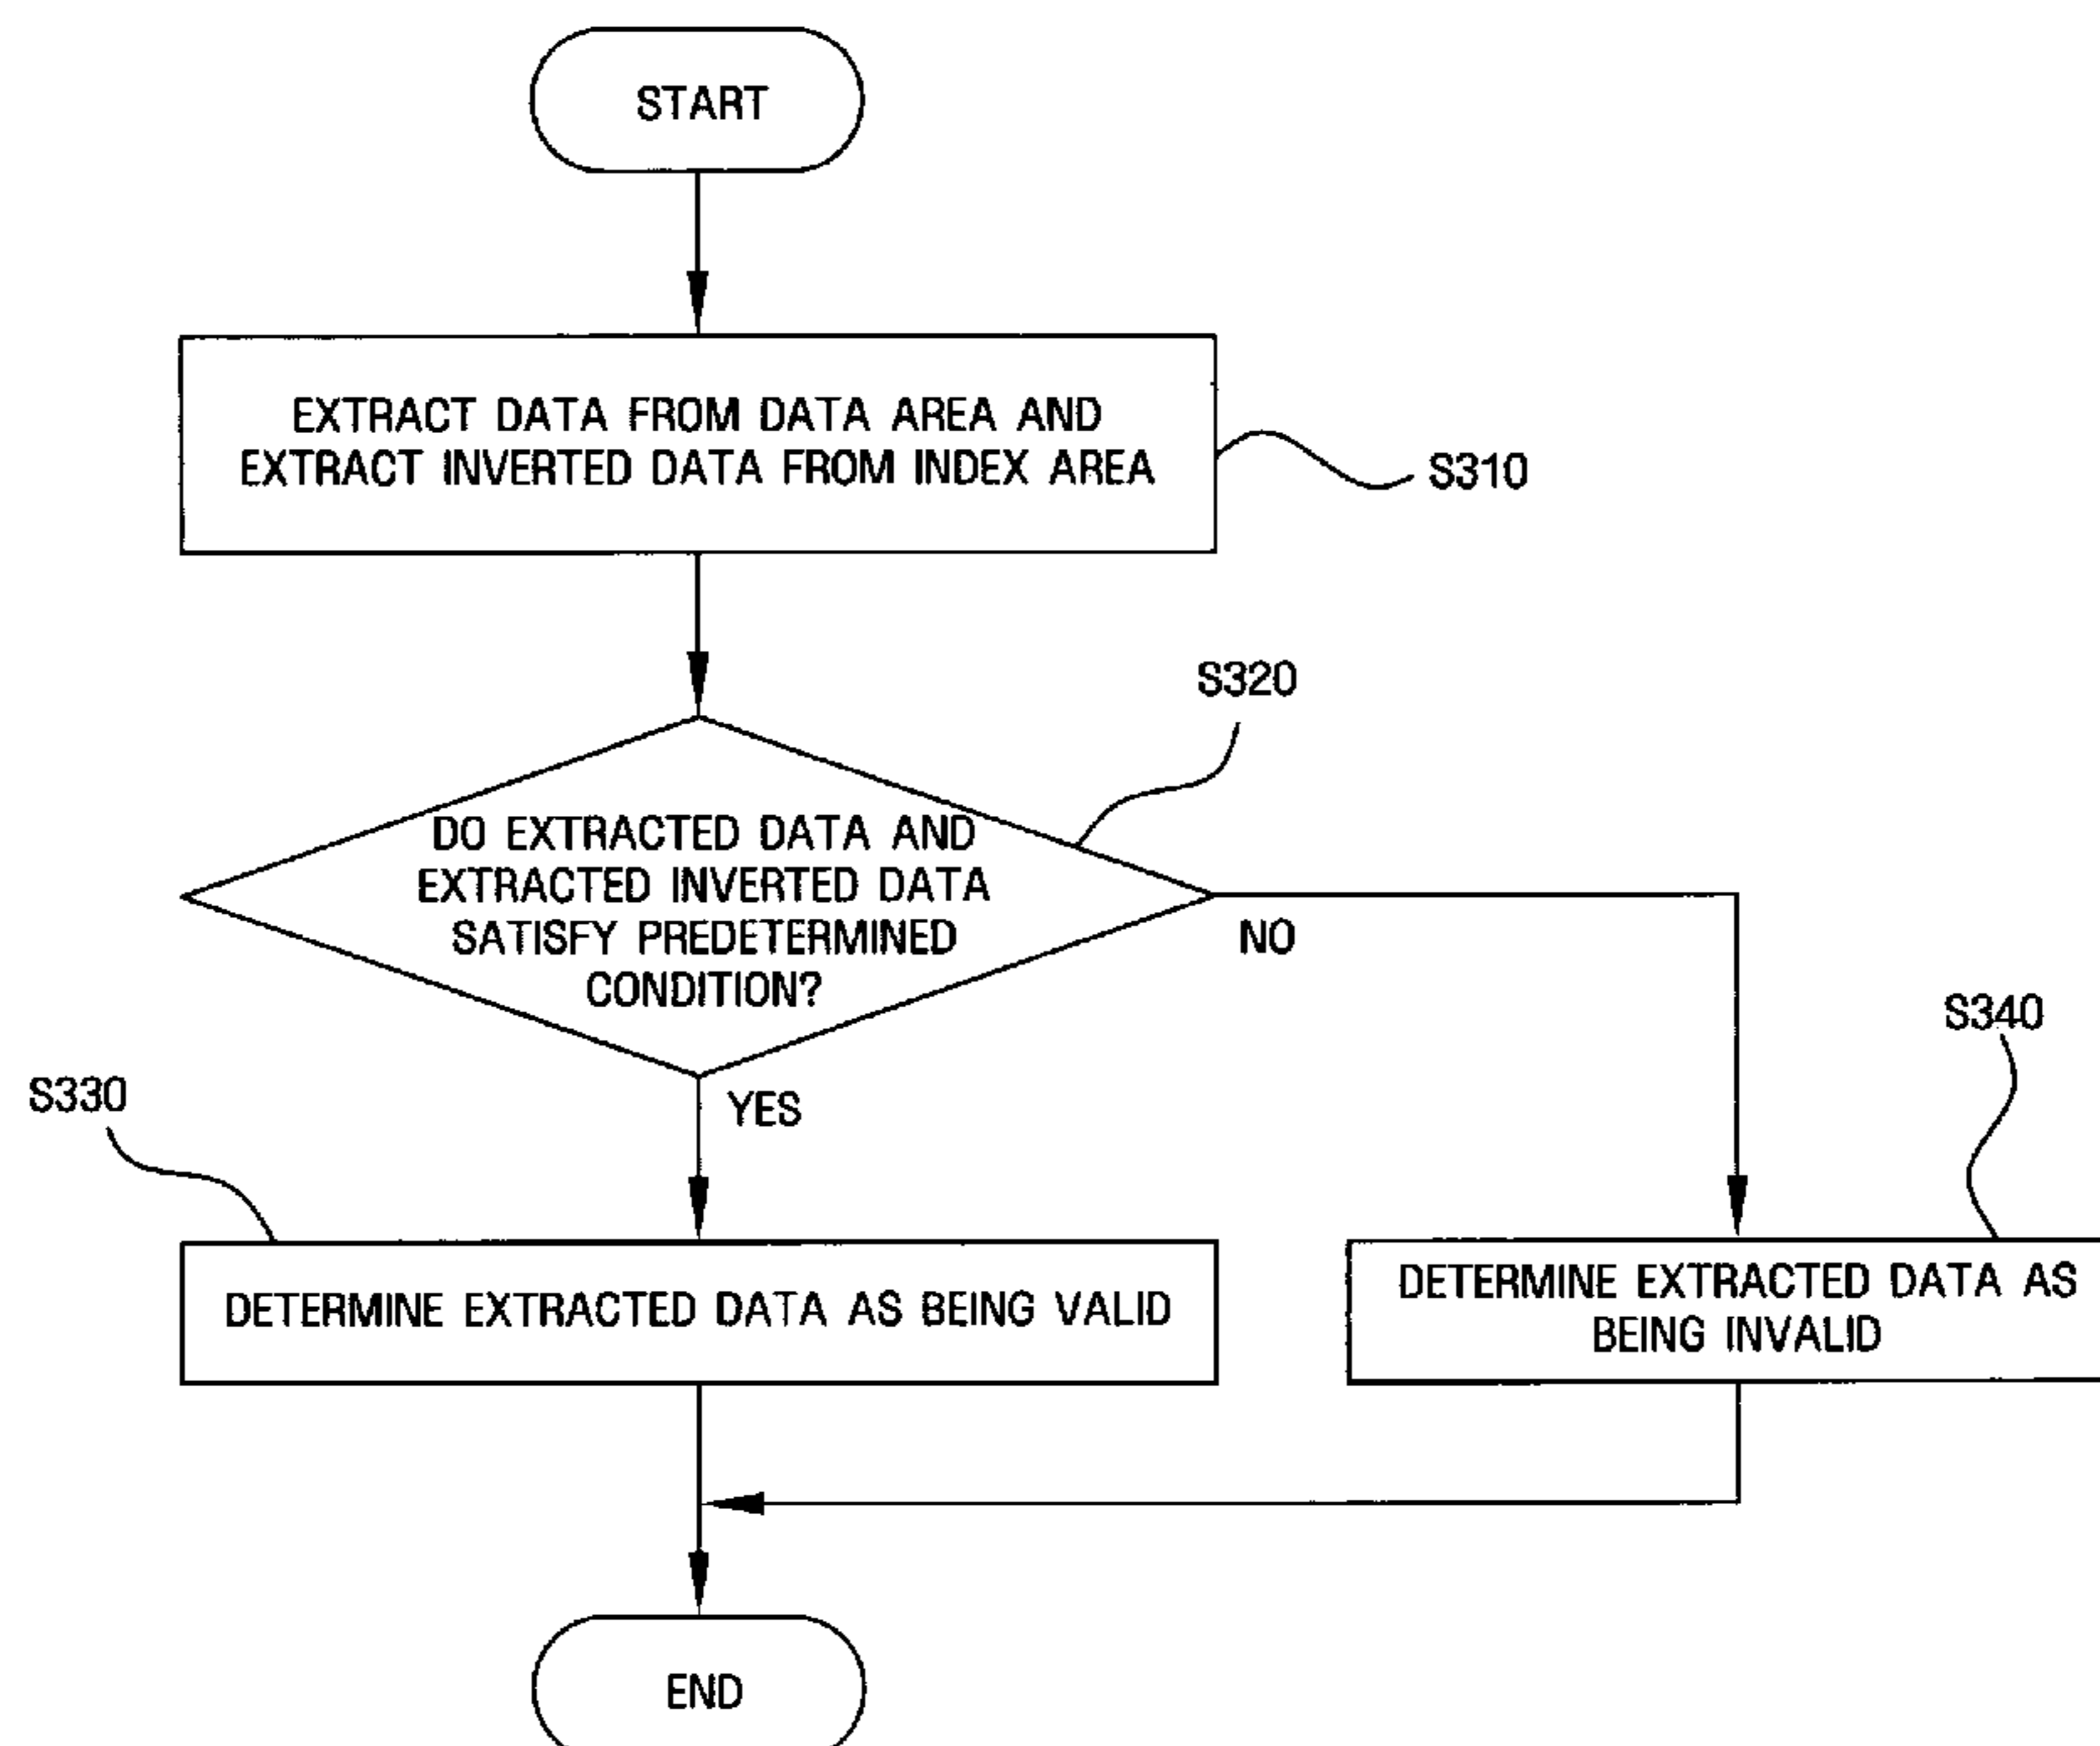 START
EXTRACT DATA FROM DATA AREA AND
EXTRACT INVERTED DATA FROM INDEX AREA
S310
S320
DO EXTRACTED DATA AND
EXTRACTED INVERTED DATA
SATISFY PREDETERMINED
CONDITION?
NO
YES
S330
S340
DETERMINE EXTRACTED DATA AS BEING VALID
DETERMINE EXTRACTED DATA AS
BEING INVALID
END